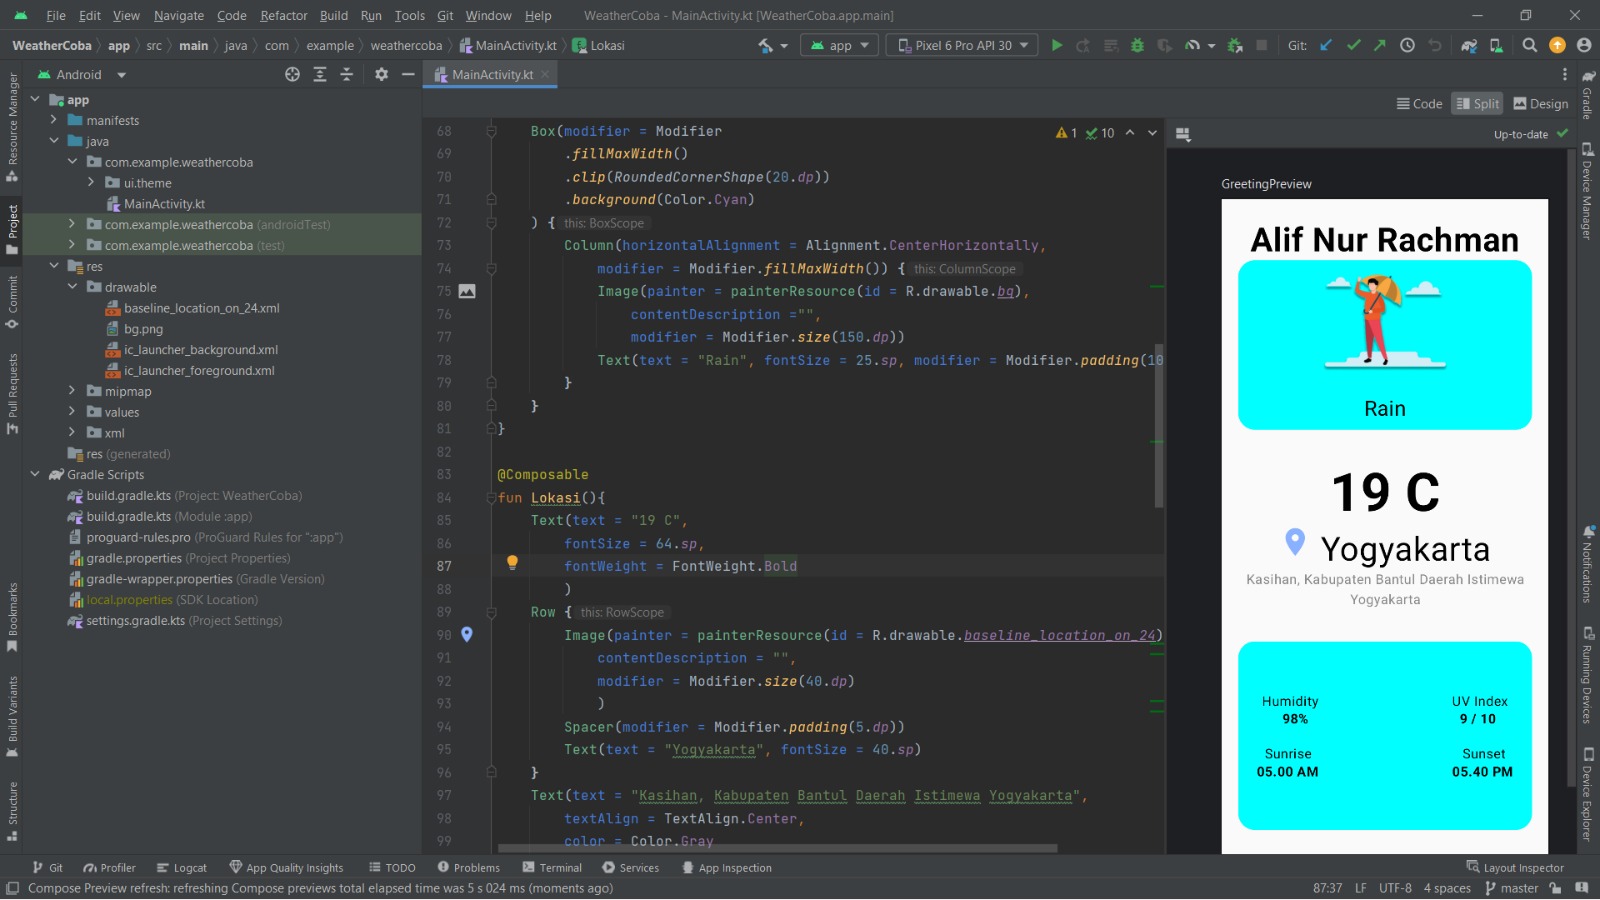 File Edit View Navigate Code Refactor Build Run Tools Git Window Help WeatherCoba - MainActivity.kt [WeatherCoba.app.main]
WeatherCoba app src main java com example weathercoba MainActivity.kt Lokasi app Pixel 6 Pro API 30 Git:
Android
MainActivity.kt
Code Split Design
Up-to-date
1 10
Resource Manager
Project
Commit
Pull Requests
Bookmarks
Build Variants
Structure
app
manifests
java
com.example.weathercoba
ui.theme
MainActivity.kt
com.example.weathercoba (androidTest)
com.example.weathercoba (test)
res
drawable
baseline_location_on_24.xml
bg.png
ic_launcher_background.xml
ic_launcher_foreground.xml
mipmap
values
xml
res (generated)
Gradle Scripts
build.gradle.kts (Project: WeatherCoba)
build.gradle.kts (Module :app)
proguard-rules.pro (ProGuard Rules for ":app")
gradle.properties (Project Properties)
gradle-wrapper.properties (Gradle Version)
local.properties (SDK Location)
settings.gradle.kts (Project Settings)
68 Box(modifier = Modifier
69 .fillMaxWidth()
70 .clip(RoundedCornerShape(20.dp))
71 .background(Color.Cyan)
72 ) { this: BoxScope
73 Column(horizontalAlignment = Alignment.CenterHorizontally,
74 modifier = Modifier.fillMaxWidth()) { this: ColumnScope
75 Image(painter = painterResource(id = R.drawable.bg),
76 contentDescription ="",
77 modifier = Modifier.size(150.dp))
78 Text(text = "Rain", fontSize = 25.sp, modifier = Modifier.padding(10
79 }
80 }
81 }
82
83 @Composable
84 fun Lokasi(){
85 Text(text = "19 C",
86 fontSize = 64.sp,
87 fontWeight = FontWeight.Bold
88 )
89 Row { this: RowScope
90 Image(painter = painterResource(id = R.drawable.baseline_location_on_24)
91 contentDescription = "",
92 modifier = Modifier.size(40.dp)
93 )
94 Spacer(modifier = Modifier.padding(5.dp))
95 Text(text = "Yogyakarta", fontSize = 40.sp)
96 }
97 Text(text = "Kasihan, Kabupaten Bantul Daerah Istimewa Yogyakarta",
98 textAlign = TextAlign.Center,
99 color = Color.Gray
GreetingPreview
Alif Nur Rachman
Rain
19 C
Yogyakarta
Kasihan, Kabupaten Bantul Daerah Istimewa
Yogyakarta
Humidity UV Index
98% 9 / 10
Sunrise Sunset
05.00 AM 05.40 PM
Gradle
Device Manager
Notifications
Running Devices
Device Explorer
Git Profiler Logcat App Quality Insights TODO Problems Terminal Services App Inspection Layout Inspector
Compose Preview refresh: refreshing Compose previews total elapsed time was 5 s 024 ms (moments ago) 87:37 LF UTF-8 4 spaces master